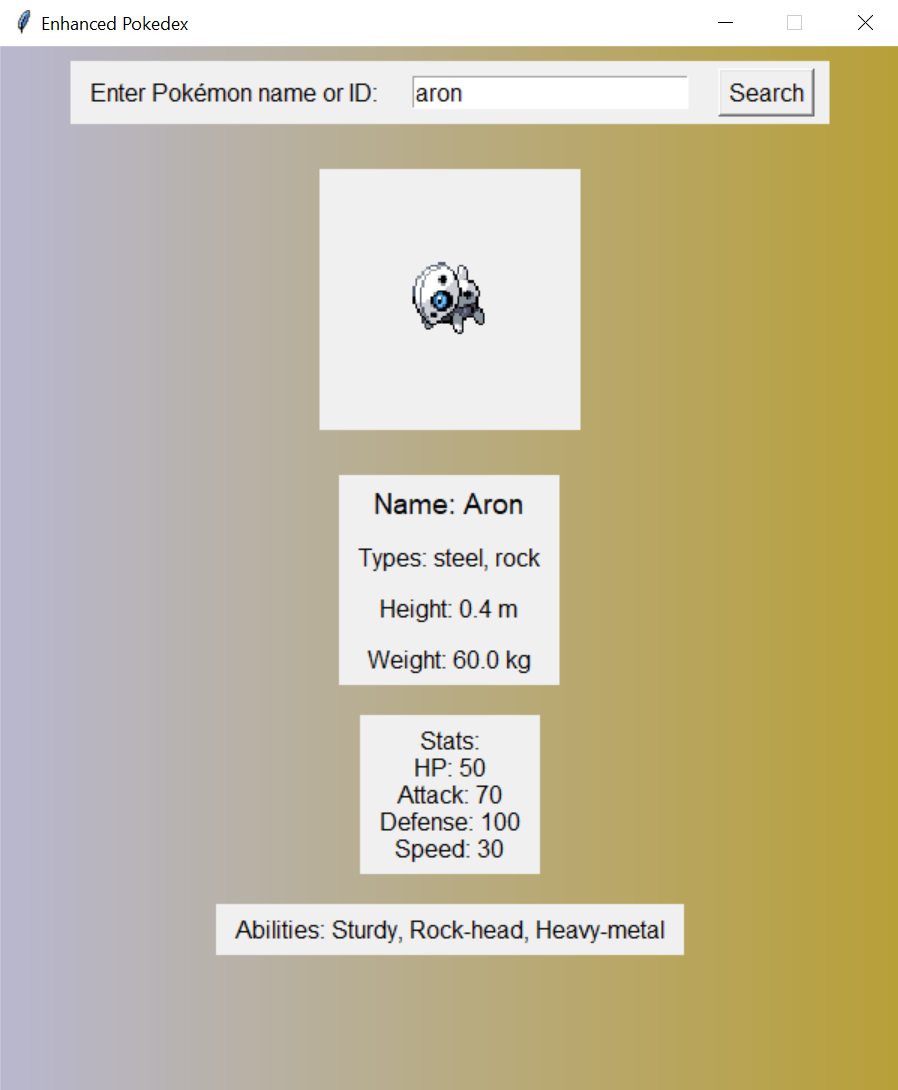 Enhanced Pokedex
Enter Pokémon name or ID: aron Search
Name: Aron
Types: steel, rock
Height: 0.4 m
Weight: 60.0 kg
Stats:
HP: 50
Attack: 70
Defense: 100
Speed: 30
Abilities: Sturdy, Rock-head, Heavy-metal